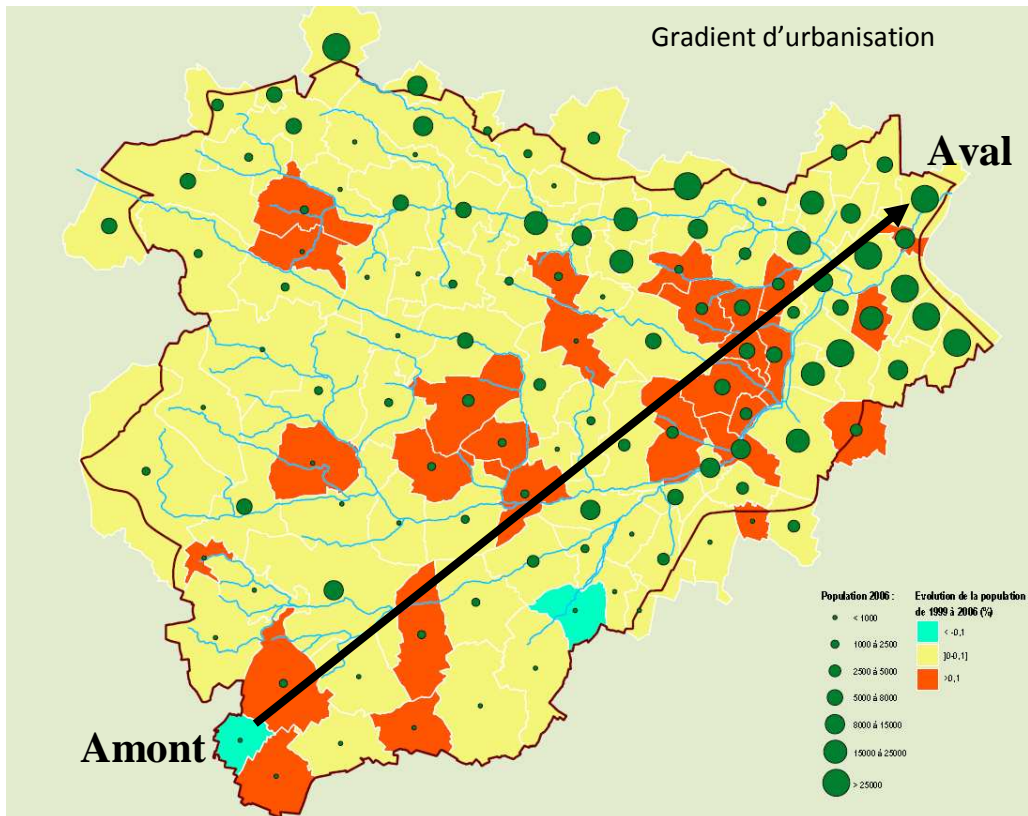 Gradient d'urbanisation
Aval
Amont
Population 2006 :
< 1000
1000 á 2500
2500 á 5000
5000 á 8000
8000 á 15000
15000 á 25000
> 25000
Evolution de la population
de 1999 à 2006 (%)
< -0,1
]0-0,1]
>0,1